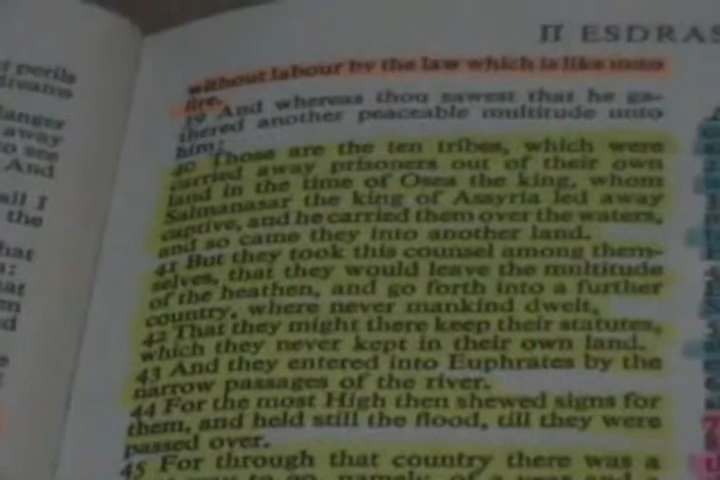 II ESDRAS
without labour by the law which is like unto
fire.
39 And whereas thou sawest that he ga-
thered another peaceable multitude unto
him;
40 Those are the ten tribes, which were
carried away prisoners out of their own
land in the time of Osea the king, whom
Salmanasar the king of Assyria led away
captive, and he carried them over the waters,
and so came they into another land.
41 But they took this counsel among them-
selves, that they would leave the multitude
of the heathen, and go forth into a further
country, where never mankind dwelt,
42 That they might there keep their statutes,
which they never kept in their own land.
43 And they entered into Euphrates by the
narrow passages of the river.
44 For the most High then shewed signs for
them, and held still the flood, till they were
passed over.
45 For through that country there was a
way to go, namely, of a year and a
perils
dreams
away
to see
And
all I
the